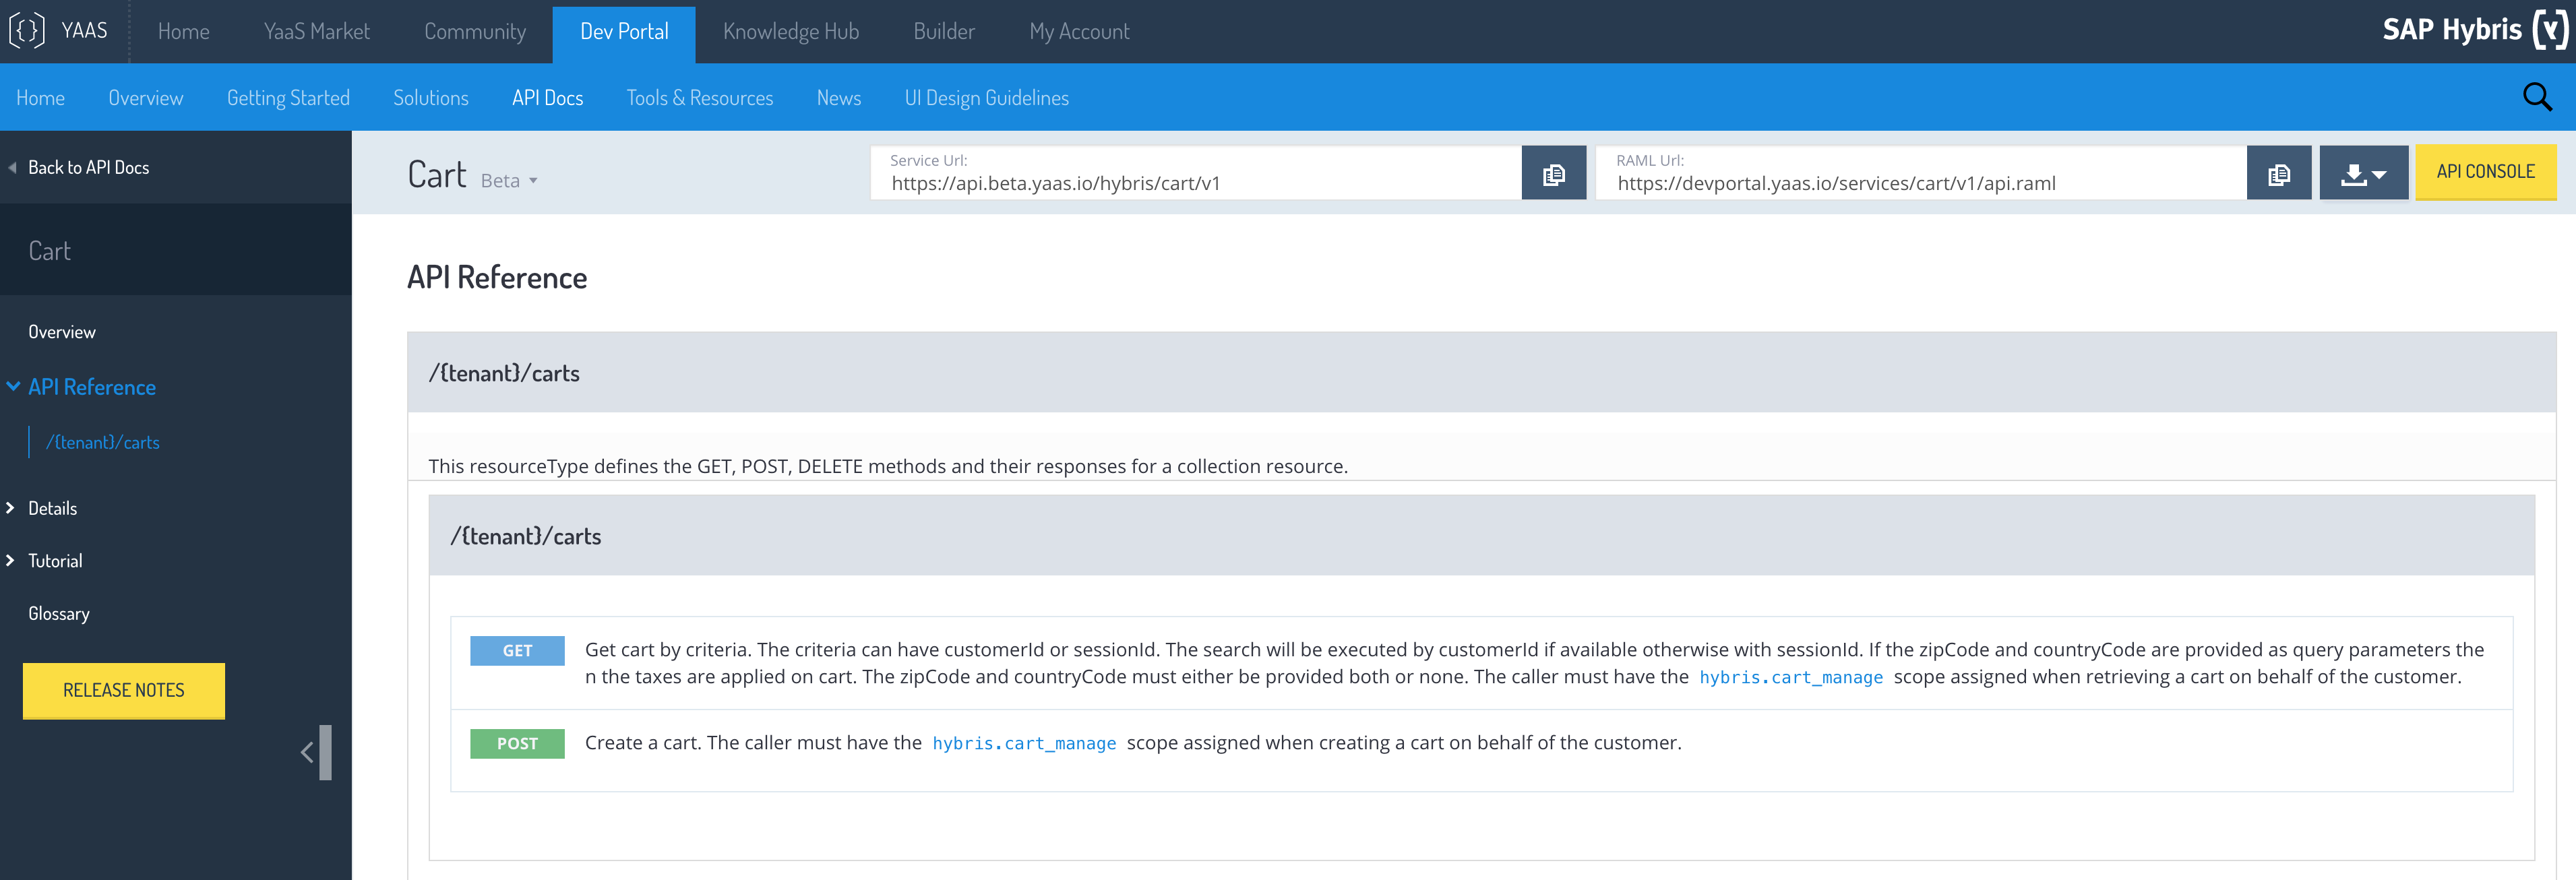 {} YAAS Home YaaS Market Community Dev Portal Knowledge Hub Builder My Account SAP Hybris (Y)
Home Overview Getting Started Solutions API Docs Tools & Resources News UI Design Guidelines
Back to API Docs
Cart
Overview
API Reference
/{tenant}/carts
Details
Tutorial
Glossary
RELEASE NOTES
Cart Beta
Service Url:
https://api.beta.yaas.io/hybris/cart/v1
RAML Url:
https://devportal.yaas.io/services/cart/v1/api.raml
API CONSOLE
API Reference
/{tenant}/carts
This resourceType defines the GET, POST, DELETE methods and their responses for a collection resource.
/{tenant}/carts
GET Get cart by criteria. The criteria can have customerId or sessionId. The search will be executed by customerId if available otherwise with sessionId. If the zipCode and countryCode are provided as query parameters the
n the taxes are applied on cart. The zipCode and countryCode must either be provided both or none. The caller must have the hybris.cart_manage scope assigned when retrieving a cart on behalf of the customer.
POST Create a cart. The caller must have the hybris.cart_manage scope assigned when creating a cart on behalf of the customer.